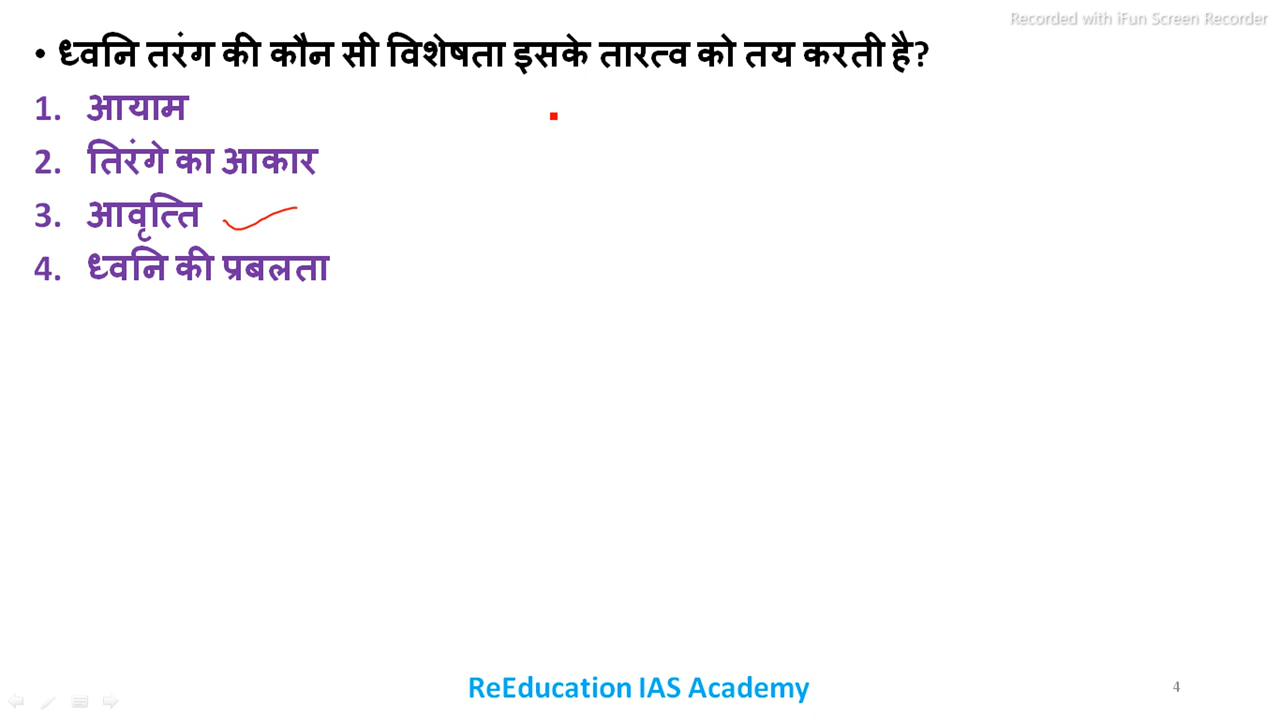 Recorded with iFun Screen Recorder
• ध्वनि तरंग की कौन सी विशेषता इसके तारत्व को तय करती है?
1. आयाम
2. तिरंगे का आकार
3. आवृत्ति
4. ध्वनि की प्रबलता
ReEducation IAS Academy
4